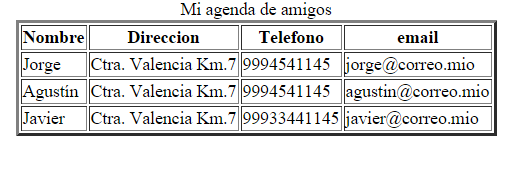 Mi agenda de amigos
Nombre Direccion Telefono email
Jorge Ctra. Valencia Km.7 9994541145 jorge@correo.mio
Agustín Ctra. Valencia Km.7 9994541145 agustin@correo.mio
Javier Ctra. Valencia Km.7 99933441145 javier@correo.mio